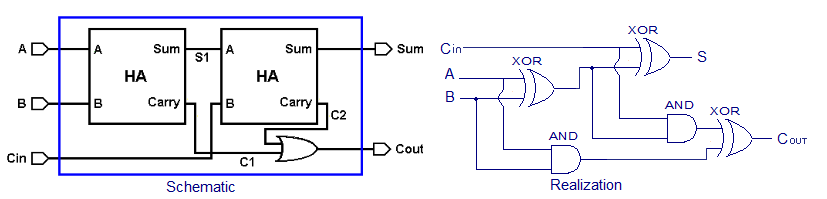 A
B
Cin
A
B
HA
Sum
Carry
S1
A
B
HA
Sum
Carry
C2
C1
Sum
Cout
Schematic
Cin
A
B
XOR
XOR
S
AND
AND
XOR
COUT
Realization